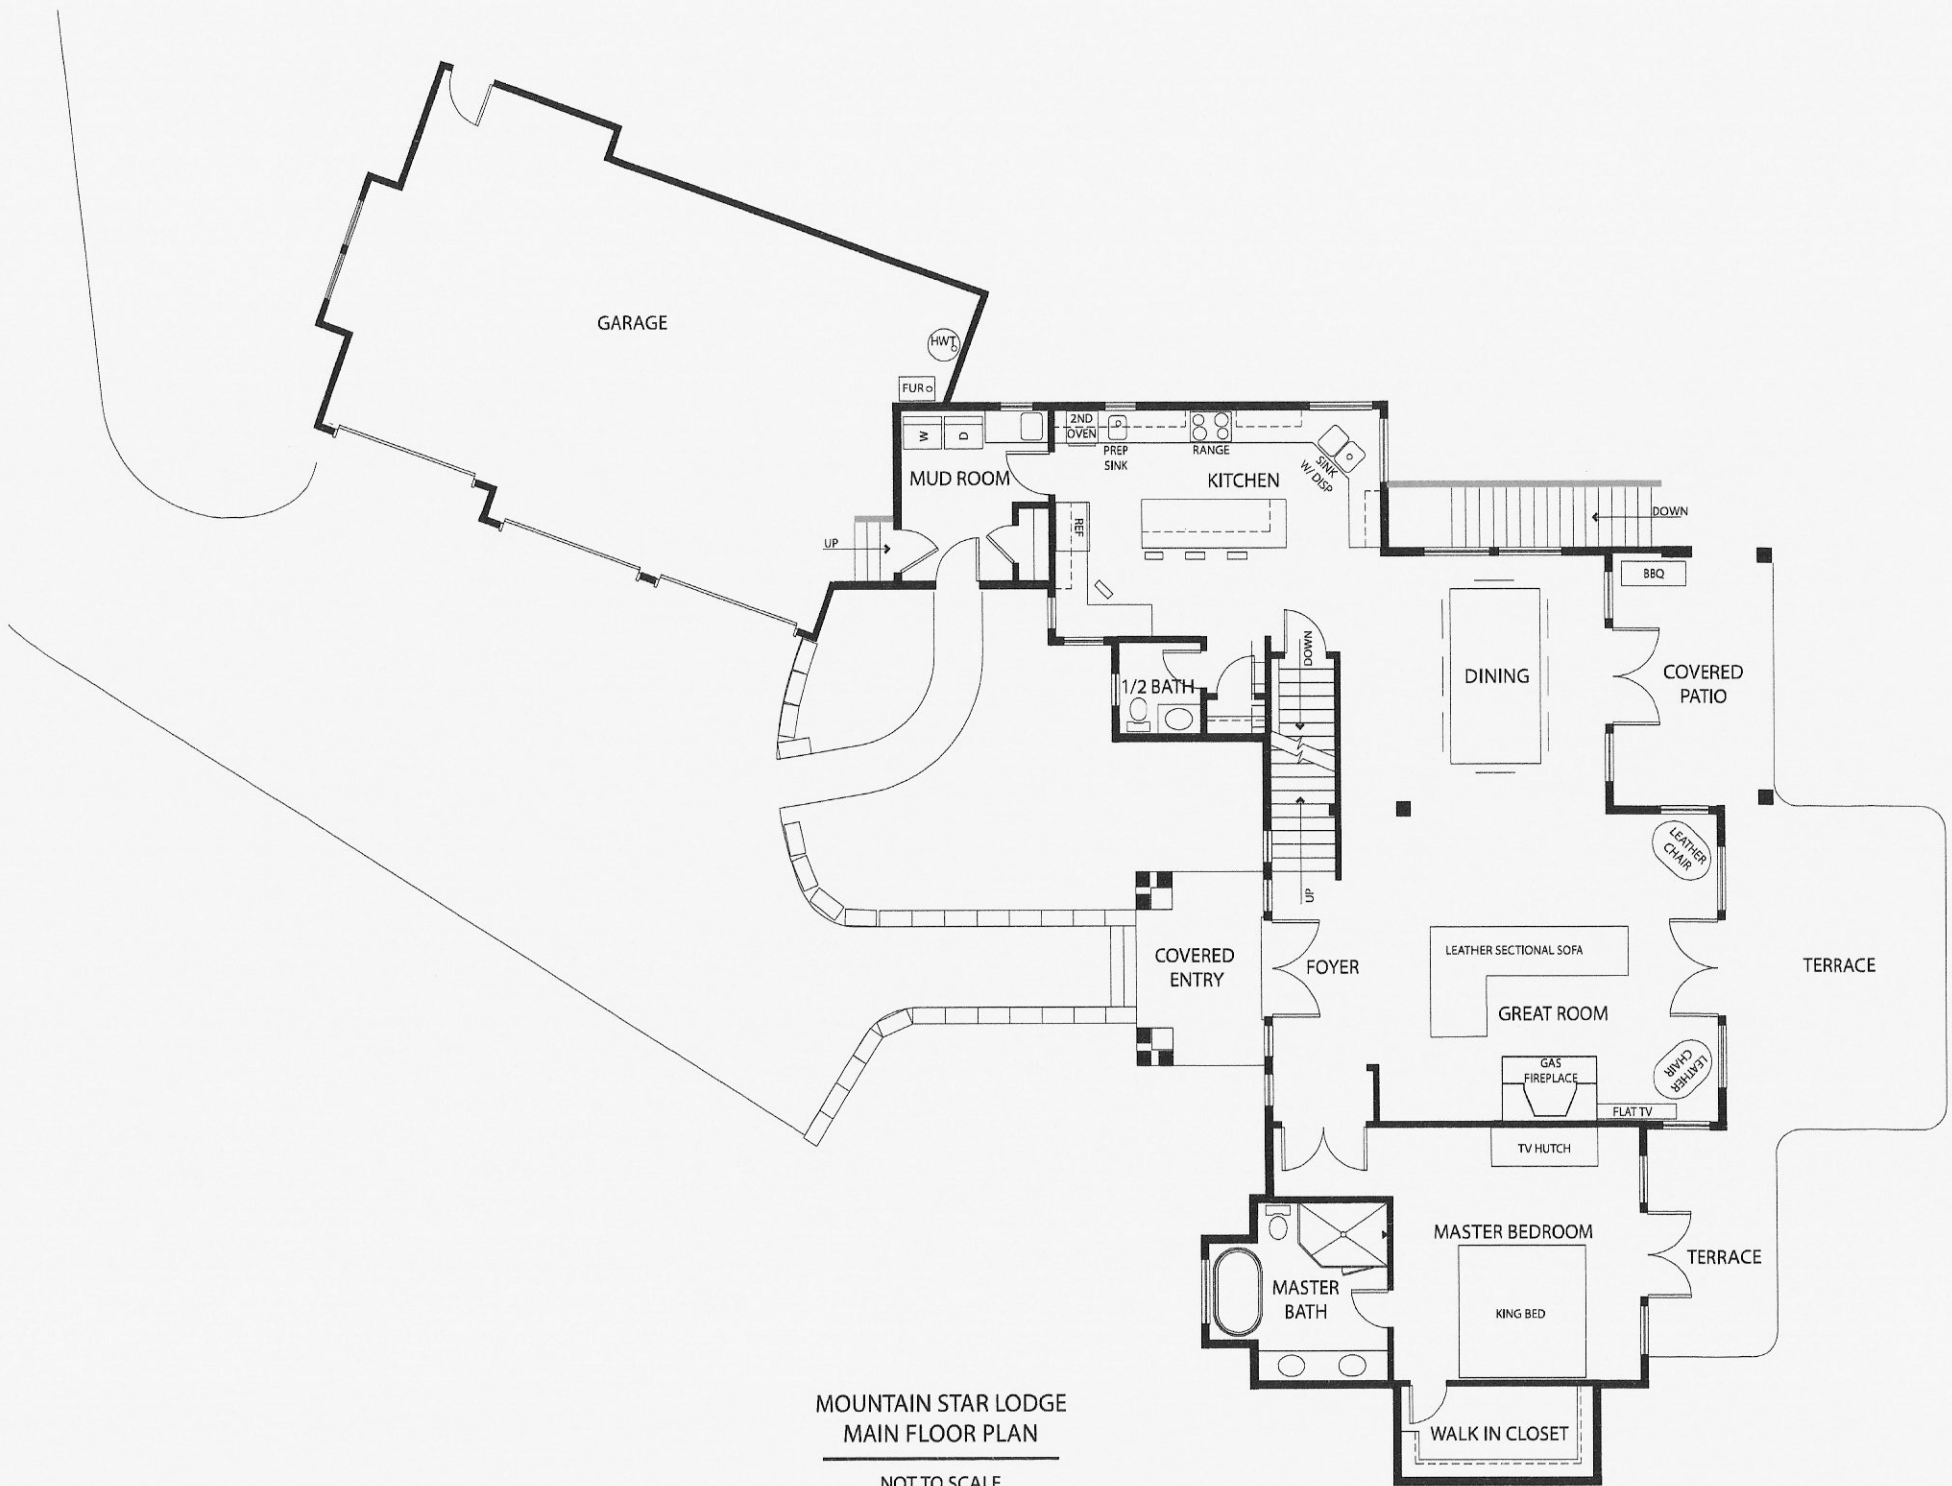 GARAGE
HWT
FUR
W
D
MUD ROOM
UP
2ND
OVEN
PREP
SINK
RANGE
SINK
W/ DISP
KITCHEN
REF
DOWN
BBQ
DINING
COVERED
PATIO
1/2 BATH
DOWN
UP
LEATHER
CHAIR
COVERED
ENTRY
FOYER
LEATHER SECTIONAL SOFA
GREAT ROOM
TERRACE
GAS
FIREPLACE
LEATHER
CHAIR
FLAT TV
TV HUTCH
MASTER BEDROOM
TERRACE
MASTER
BATH
KING BED
WALK IN CLOSET
MOUNTAIN STAR LODGE
MAIN FLOOR PLAN
NOT TO SCALE